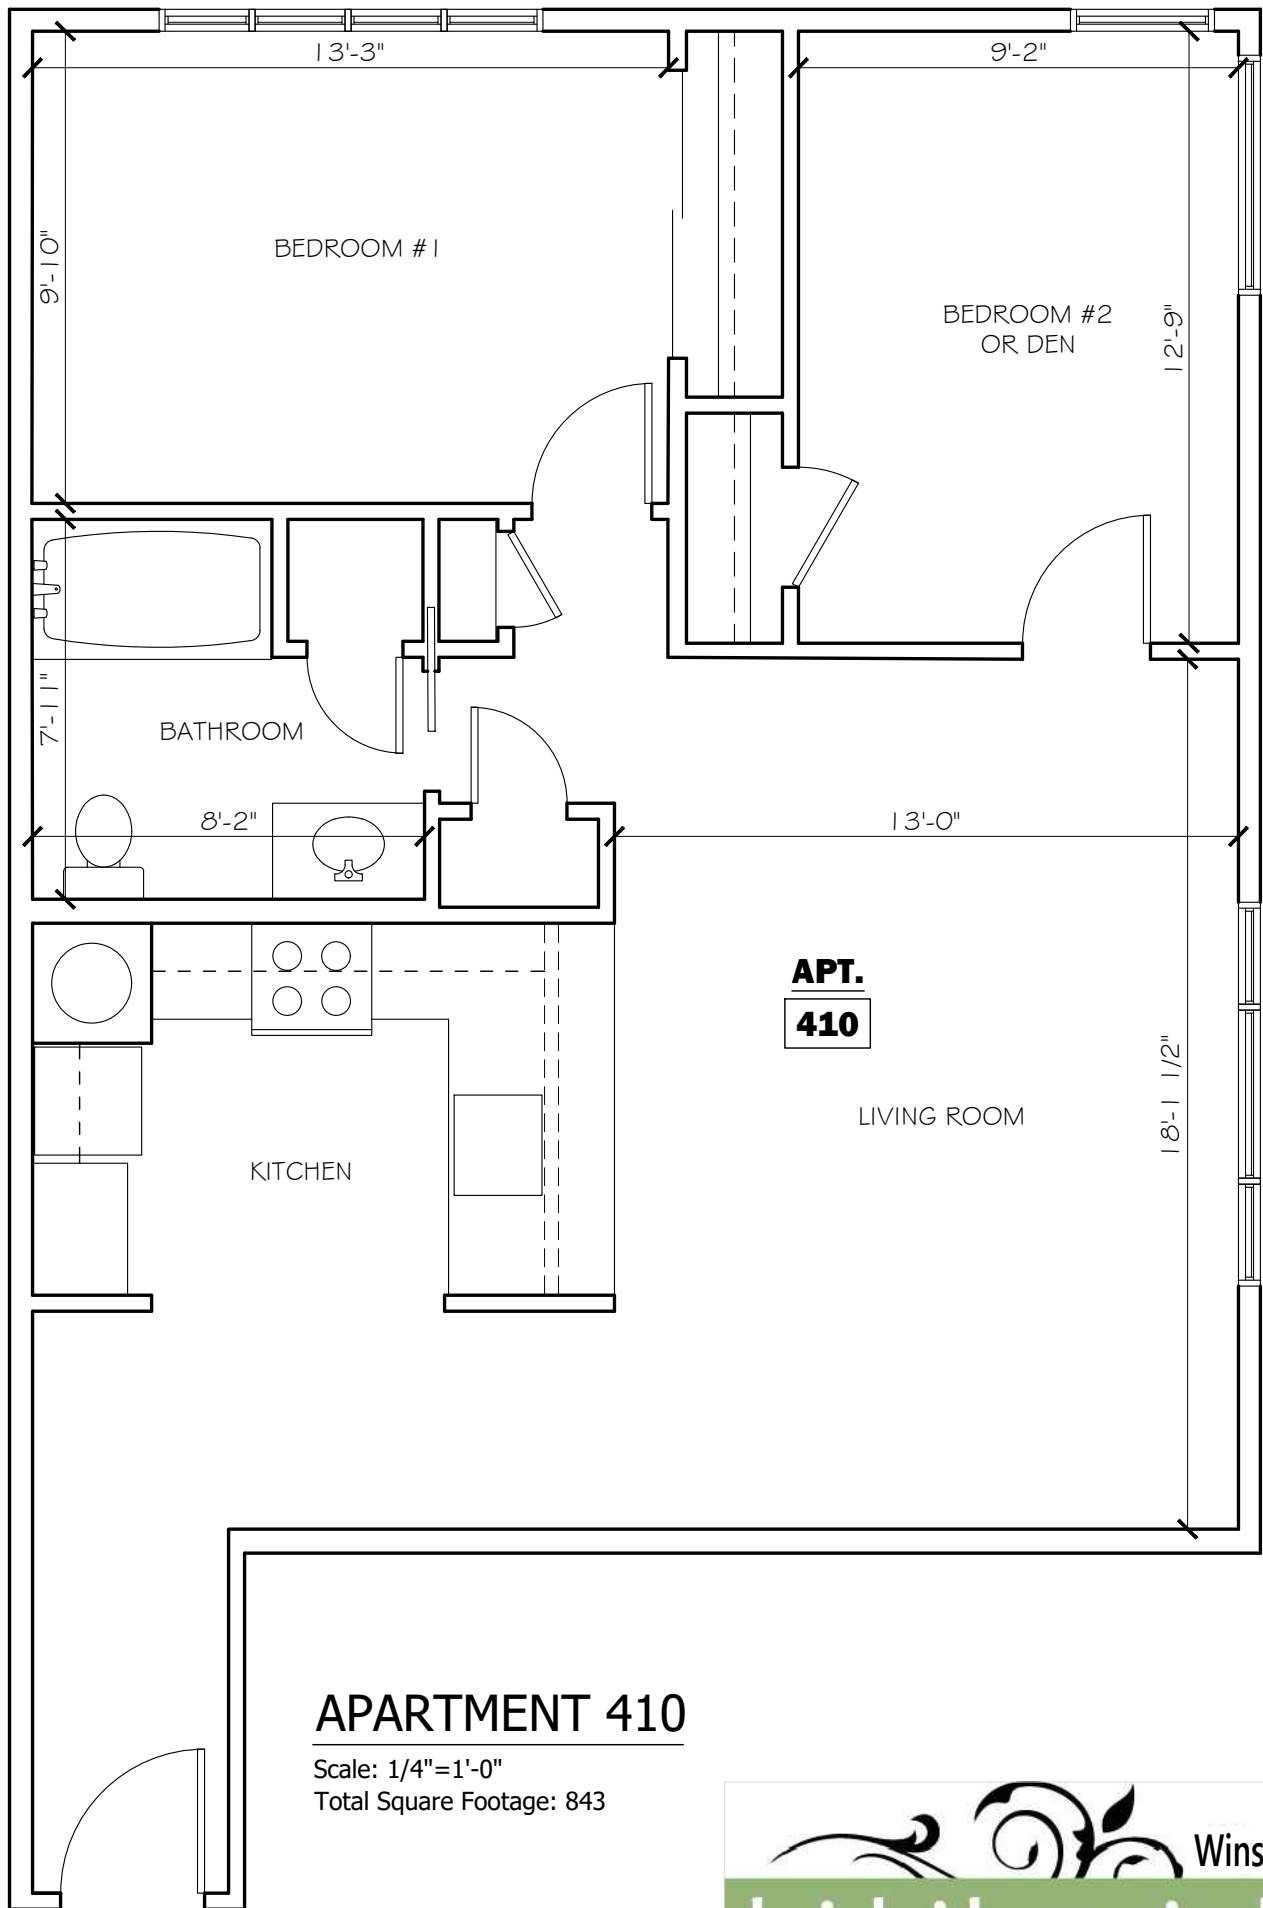 13'-3"
9'-2"
9'-10"
BEDROOM #1
BEDROOM #2
OR DEN
12'-9"
7'-11"
BATHROOM
8'-2"
13'-0"
APT.
410
LIVING ROOM
18'-1 1/2"
KITCHEN
APARTMENT 410
Scale: 1/4"=1'-0"
Total Square Footage: 843
Wins